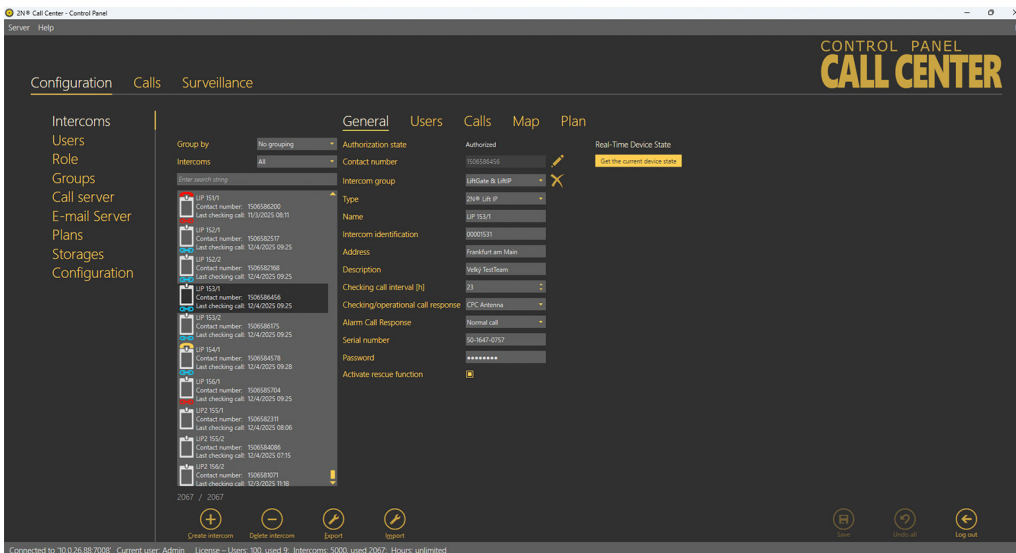 2N® Call Center - Control Panel
Server Help
CONTROL PANEL
CALL CENTER
Configuration Calls Surveillance
Intercoms
Users
Role
Groups
Call server
E-mail Server
Plans
Storages
Configuration
Group by No grouping
Intercoms All
Enter search string
LIP 151/1
Contact number: 1506586200
Last checking call: 11/3/2025 08:11
LIP 152/1
Contact number: 1506582517
Last checking call: 12/4/2025 09:25
LIP 152/2
Contact number: 1506582168
Last checking call: 12/4/2025 09:25
LIP 153/1
Contact number: 1506586456
Last checking call: 12/4/2025 09:25
LIP 153/2
Contact number: 1506586175
Last checking call: 12/4/2025 09:25
LIP 154/1
Contact number: 1506584578
Last checking call: 12/4/2025 09:28
LIP 156/1
Contact number: 1506585704
Last checking call: 12/4/2025 09:25
LIP2 155/1
Contact number: 1506582311
Last checking call: 12/4/2025 08:06
LIP2 155/2
Contact number: 1506584086
Last checking call: 12/4/2025 07:15
LIP2 156/2
Contact number: 1506581071
Last checking call: 12/3/2025 11:18
2067 / 2067
General Users Calls Map Plan
Authorization state Authorized
Contact number 1506586456
Intercom group LiftGate & LiftIP
Type 2N® Lift IP
Name LIP 153/1
Intercom identification 00001531
Address Frankfurt am Main
Description Velký TestTeam
Checking call interval [h] 23
Checking/operational call response CPC Antenna
Alarm Call Response Normal call
Serial number 50-1647-0757
Password ••••••••
Activate rescue function
Real-Time Device State
Get the current device state
Create intercom Delete intercom Export Import
Save Undo all Log out
Connected to '10.0.26.88:7008' Current user: Admin License – Users: 100, used 9; Intercoms: 5000, used 2067; Hours: unlimited